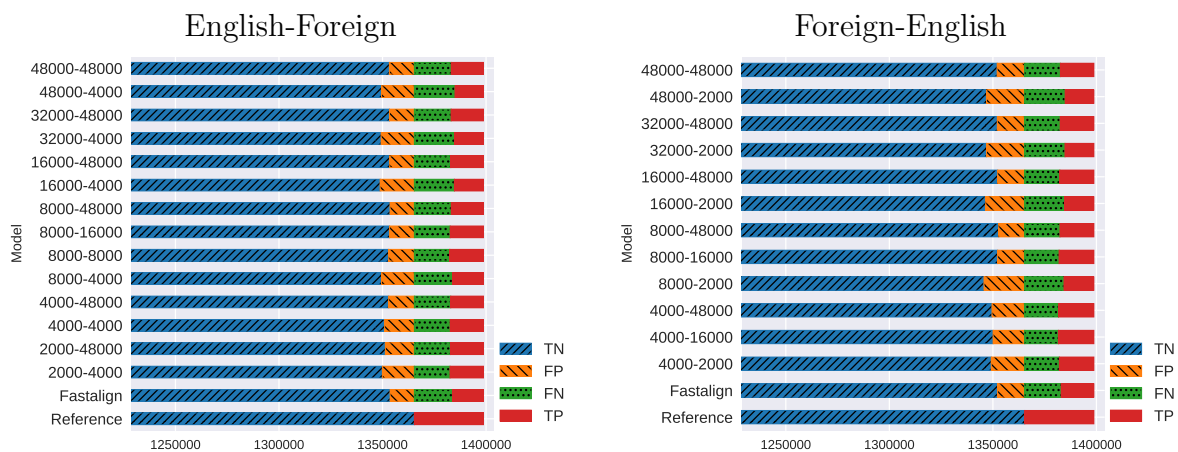 English-Foreign
48000-48000
48000-4000
32000-48000
32000-4000
16000-48000
16000-4000
8000-48000
8000-16000
8000-8000
8000-4000
4000-48000
4000-4000
2000-48000
2000-4000
Fastalign
Reference
Model
1250000 1300000 1350000 1400000
TN
FP
FN
TP
Foreign-English
48000-48000
48000-2000
32000-48000
32000-2000
16000-48000
16000-2000
8000-48000
8000-16000
8000-2000
4000-48000
4000-16000
4000-2000
Fastalign
Reference
Model
1250000 1300000 1350000 1400000
TN
FP
FN
TP